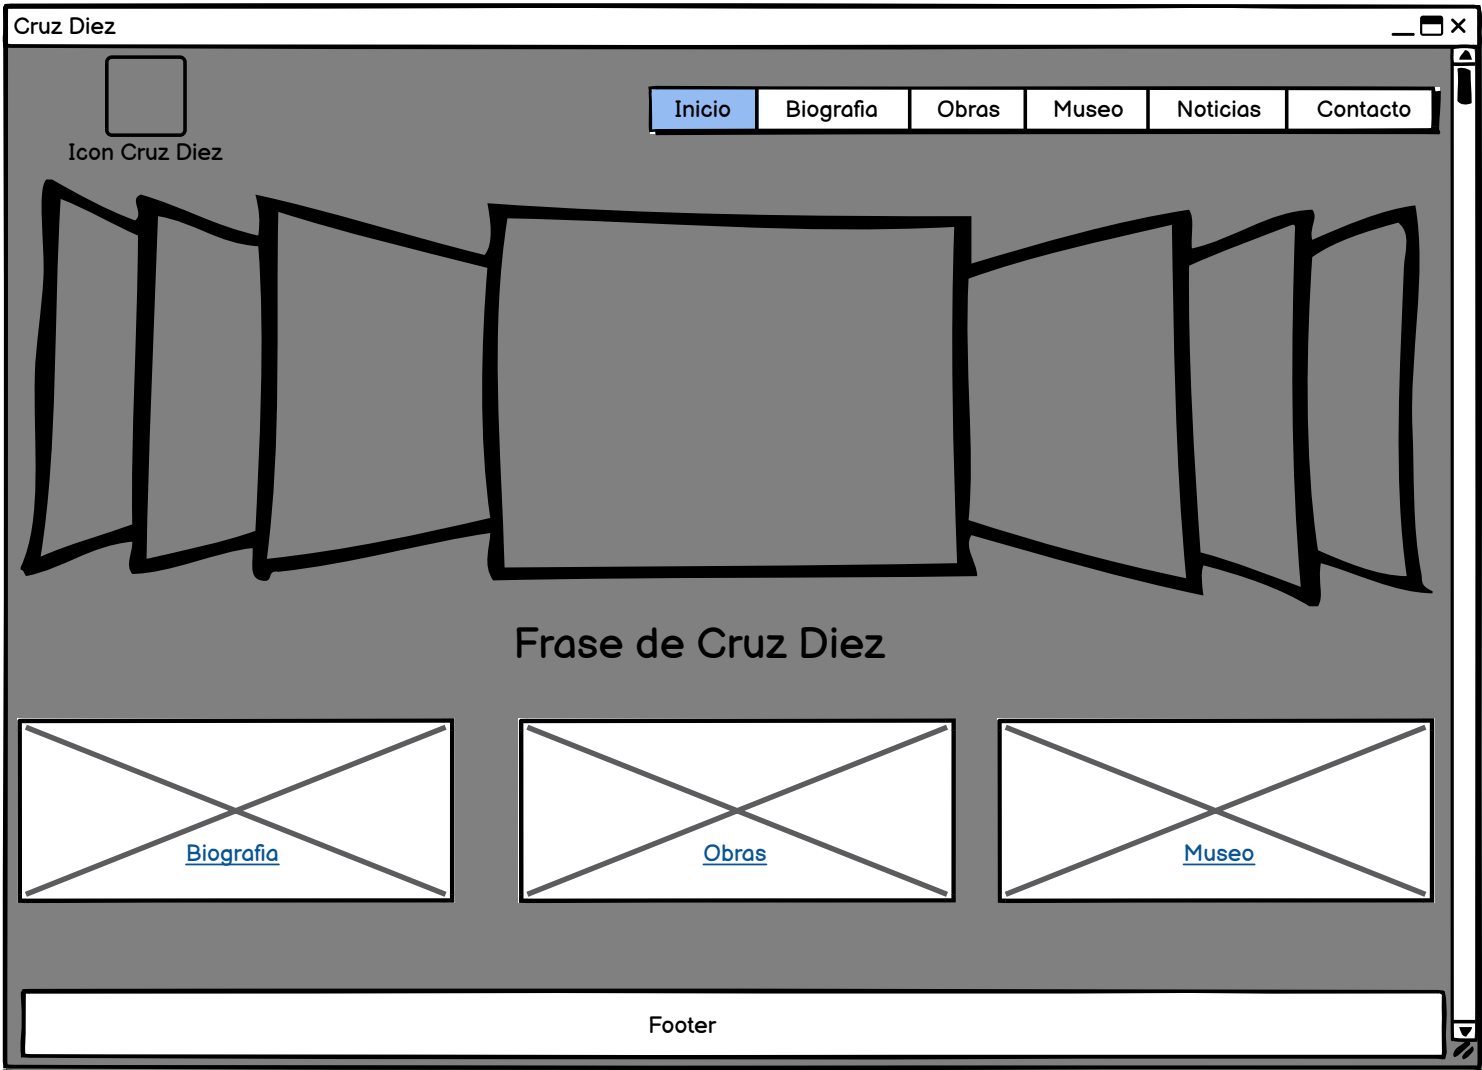 Cruz Diez
Inicio Biografia Obras Museo Noticias Contacto
Icon Cruz Diez
Frase de Cruz Diez
Biografia Obras Museo
Footer